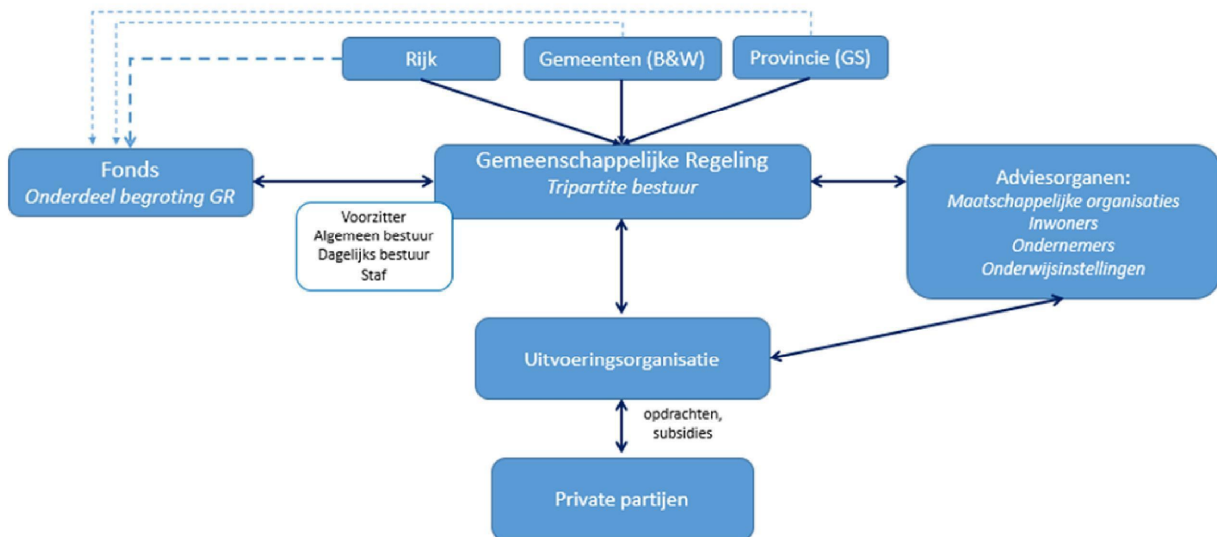 Rijk
Gemeenten (B&W)
Provincie (GS)
Fonds
Onderdeel begroting GR
Gemeenschappelijke Regeling
Tripartite bestuur
Voorzitter
Algemeen bestuur
Dagelijks bestuur
Staf
Adviesorganen:
Maatschappelijke organisaties
Inwoners
Ondernemers
Onderwijsinstellingen
Uitvoeringsorganisatie
opdrachten,
subsidies
Private partijen